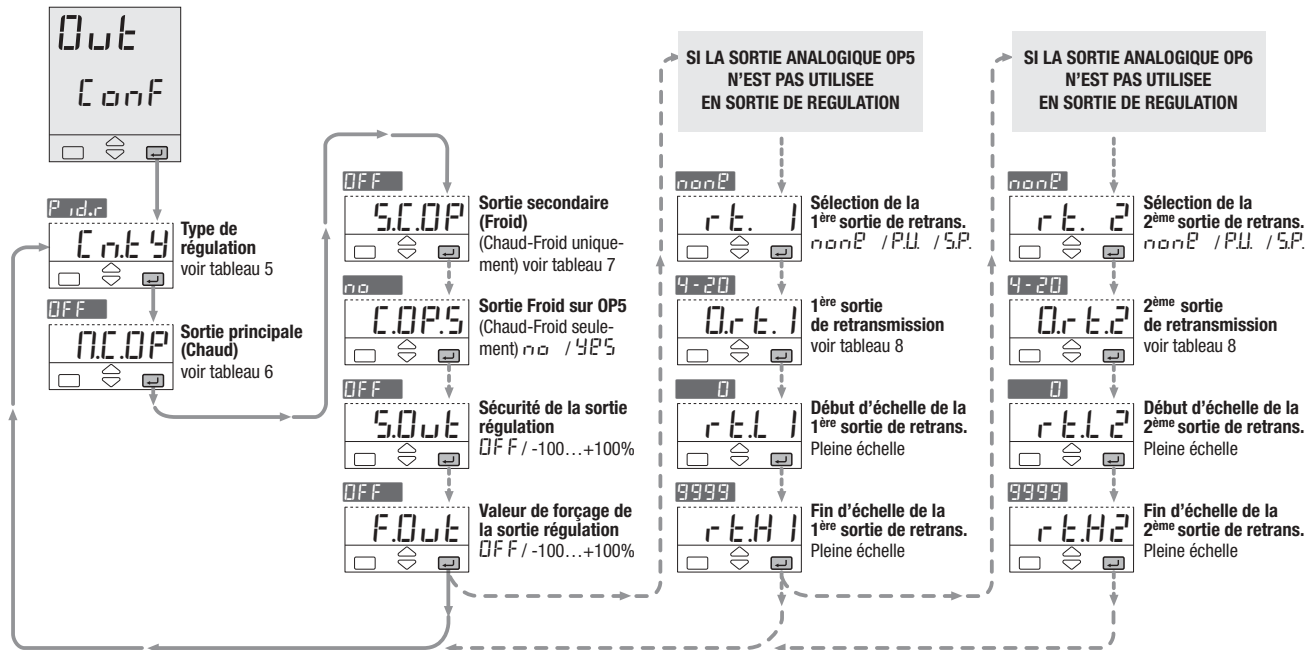 Out
Conf
Pid.r
Cn.tY
Type de
régulation
voir tableau 5
OFF
M.C.OP
Sortie principale
(Chaud)
voir tableau 6
OFF
S.C.OP
Sortie secondaire
(Froid)
(Chaud-Froid unique-
ment) voir tableau 7
no
C.OP.5
Sortie Froid sur OP5
(Chaud-Froid seule-
ment) no / YES
OFF
S.Out
Sécurité de la sortie
régulation
OFF / -100…+100%
OFF
F.Out
Valeur de forçage de
la sortie régulation
OFF / -100…+100%
SI LA SORTIE ANALOGIQUE OP5
N'EST PAS UTILISEE
EN SORTIE DE REGULATION
none
rt. 1
Sélection de la
1ère sortie de retrans.
none / P.U. / S.P.
4-20
O.rt.1
1ère sortie
de retransmission
voir tableau 8
0
rt.L1
Début d'échelle de la
1ère sortie de retrans.
Pleine échelle
9999
rt.H1
Fin d'échelle de la
1ère sortie de retrans.
Pleine échelle
SI LA SORTIE ANALOGIQUE OP6
N'EST PAS UTILISEE
EN SORTIE DE REGULATION
none
rt. 2
Sélection de la
2ème sortie de retrans.
none / P.U. / S.P.
4-20
O.rt.2
2ème sortie
de retransmission
voir tableau 8
0
rt.L2
Début d'échelle de la
2ème sortie de retrans.
Pleine échelle
9999
rt.H2
Fin d'échelle de la
2ème sortie de retrans.
Pleine échelle